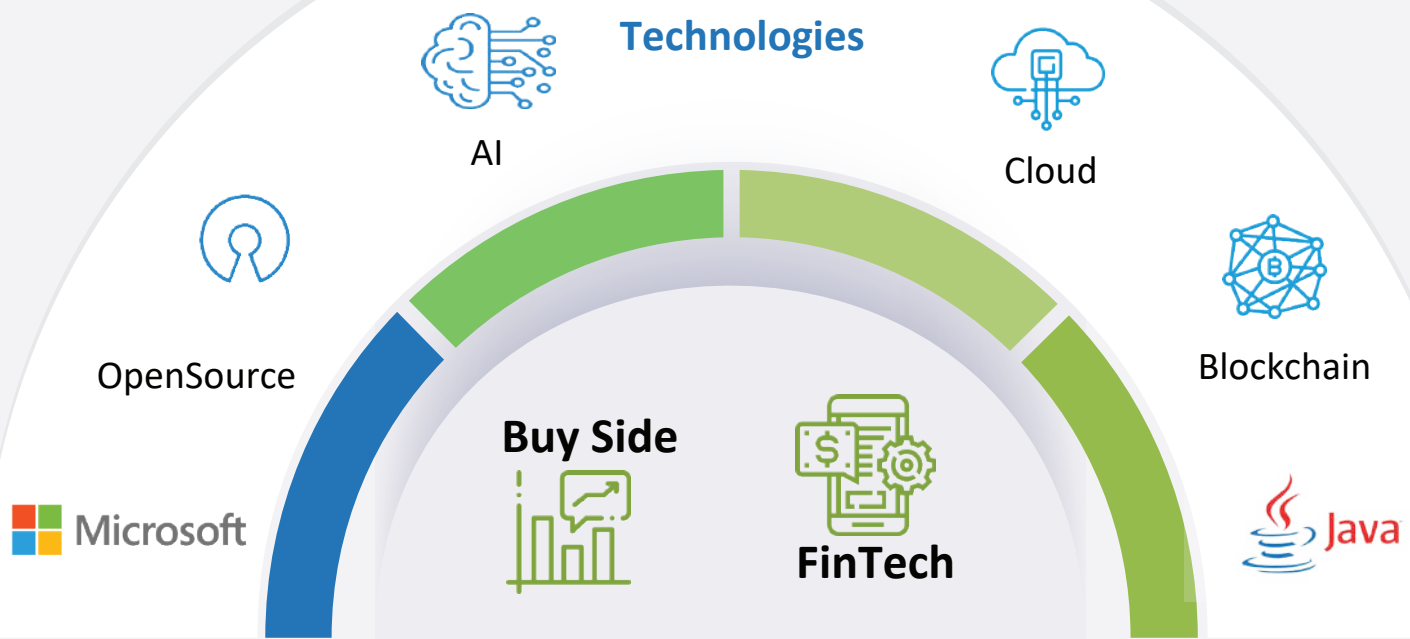 Technologies
AI
Cloud
OpenSource
Blockchain
Buy Side
$
B
Microsoft
Java
FinTech